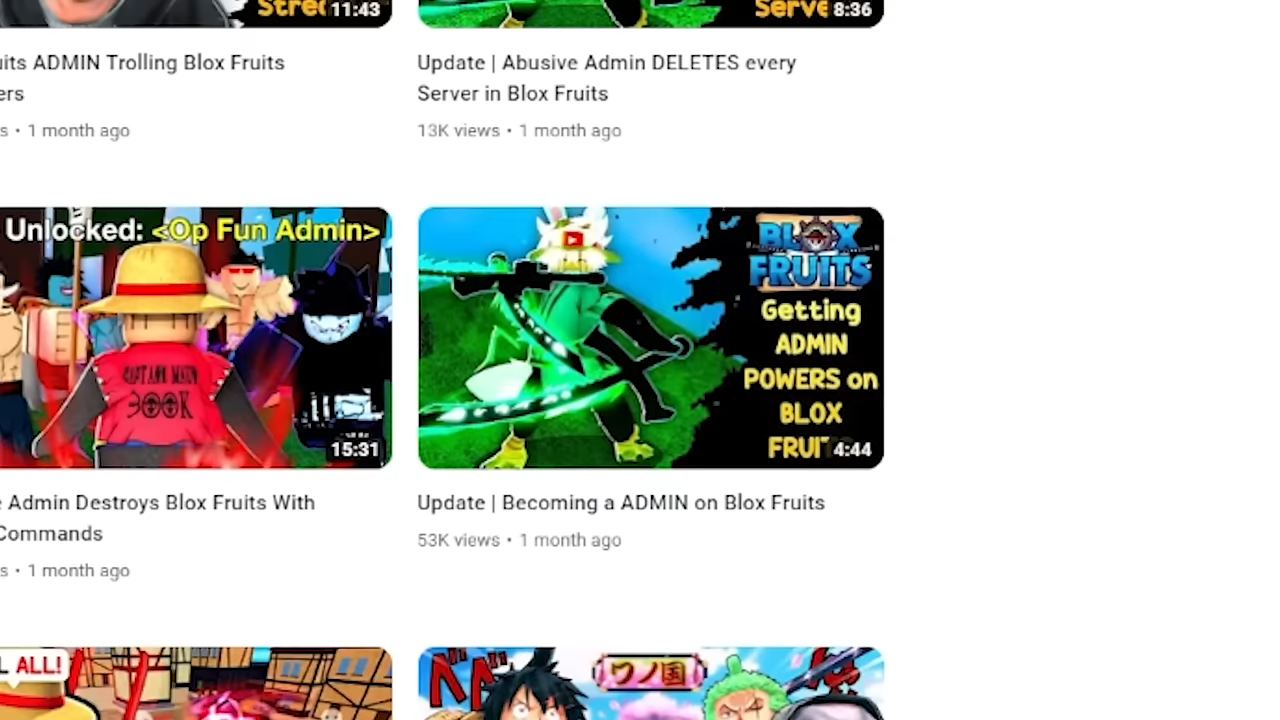 Stre
11:43
Serve
8:36
uits ADMIN Trolling Blox Fruits
ers
s • 1 month ago
Update | Abusive Admin DELETES every
Server in Blox Fruits
13K views • 1 month ago
Unlocked: <Op Fun Admin>
300K
15:31
BLOX
FRUITS
Getting
ADMIN
POWERS on
BLOX
FRUIT
4:44
e Admin Destroys Blox Fruits With
Commands
s • 1 month ago
Update | Becoming a ADMIN on Blox Fruits
53K views • 1 month ago
L ALL!
ワノ国